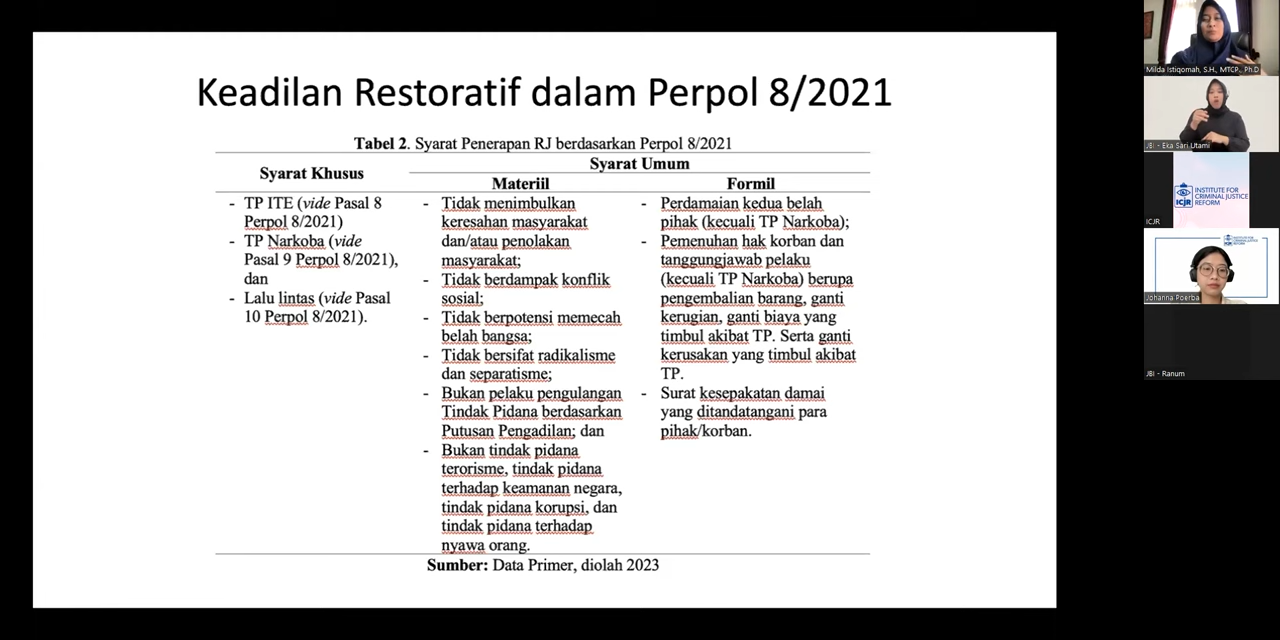 Keadilan Restoratif dalam Perpol 8/2021
Tabel 2. Syarat Penerapan RJ berdasarkan Perpol 8/2021
Syarat Khusus
Syarat Umum
Materiil
Formil
- TP ITE (vide Pasal 8
Perpol 8/2021)
- TP Narkoba (vide
Pasal 9 Perpol 8/2021),
dan
- Lalu lintas (vide Pasal
10 Perpol 8/2021).
- Tidak menimbulkan
keresahan masyarakat
dan/atau penolakan
masyarakat;
- Tidak berdampak konflik
sosial;
- Tidak berpotensi memecah
belah bangsa;
- Tidak bersifat radikalisme
dan separatisme;
- Bukan pelaku pengulangan
Tindak Pidana berdasarkan
Putusan Pengadilan; dan
- Bukan tindak pidana
terorisme, tindak pidana
terhadap keamanan negara,
tindak pidana korupsi, dan
tindak pidana terhadap
nyawa orang.
- Perdamaian kedua belah
pihak (kecuali TP Narkoba);
- Pemenuhan hak korban dan
tanggungjawab pelaku
(kecuali TP Narkoba) berupa
pengembalian barang, ganti
kerugian, ganti biaya yang
timbul akibat TP. Serta ganti
kerusakan yang timbul akibat
TP.
- Surat kesepakatan damai
yang ditandatangani para
pihak/korban.
Sumber: Data Primer, diolah 2023
Milda Istiqomah, S.H., MTCP., Ph.D
JBI - Eka Sari Utami
ICJR
INSTITUTE FOR
CRIMINAL JUSTICE
REFORM
ICJR
Johanna Poerba
JBI - Ranum